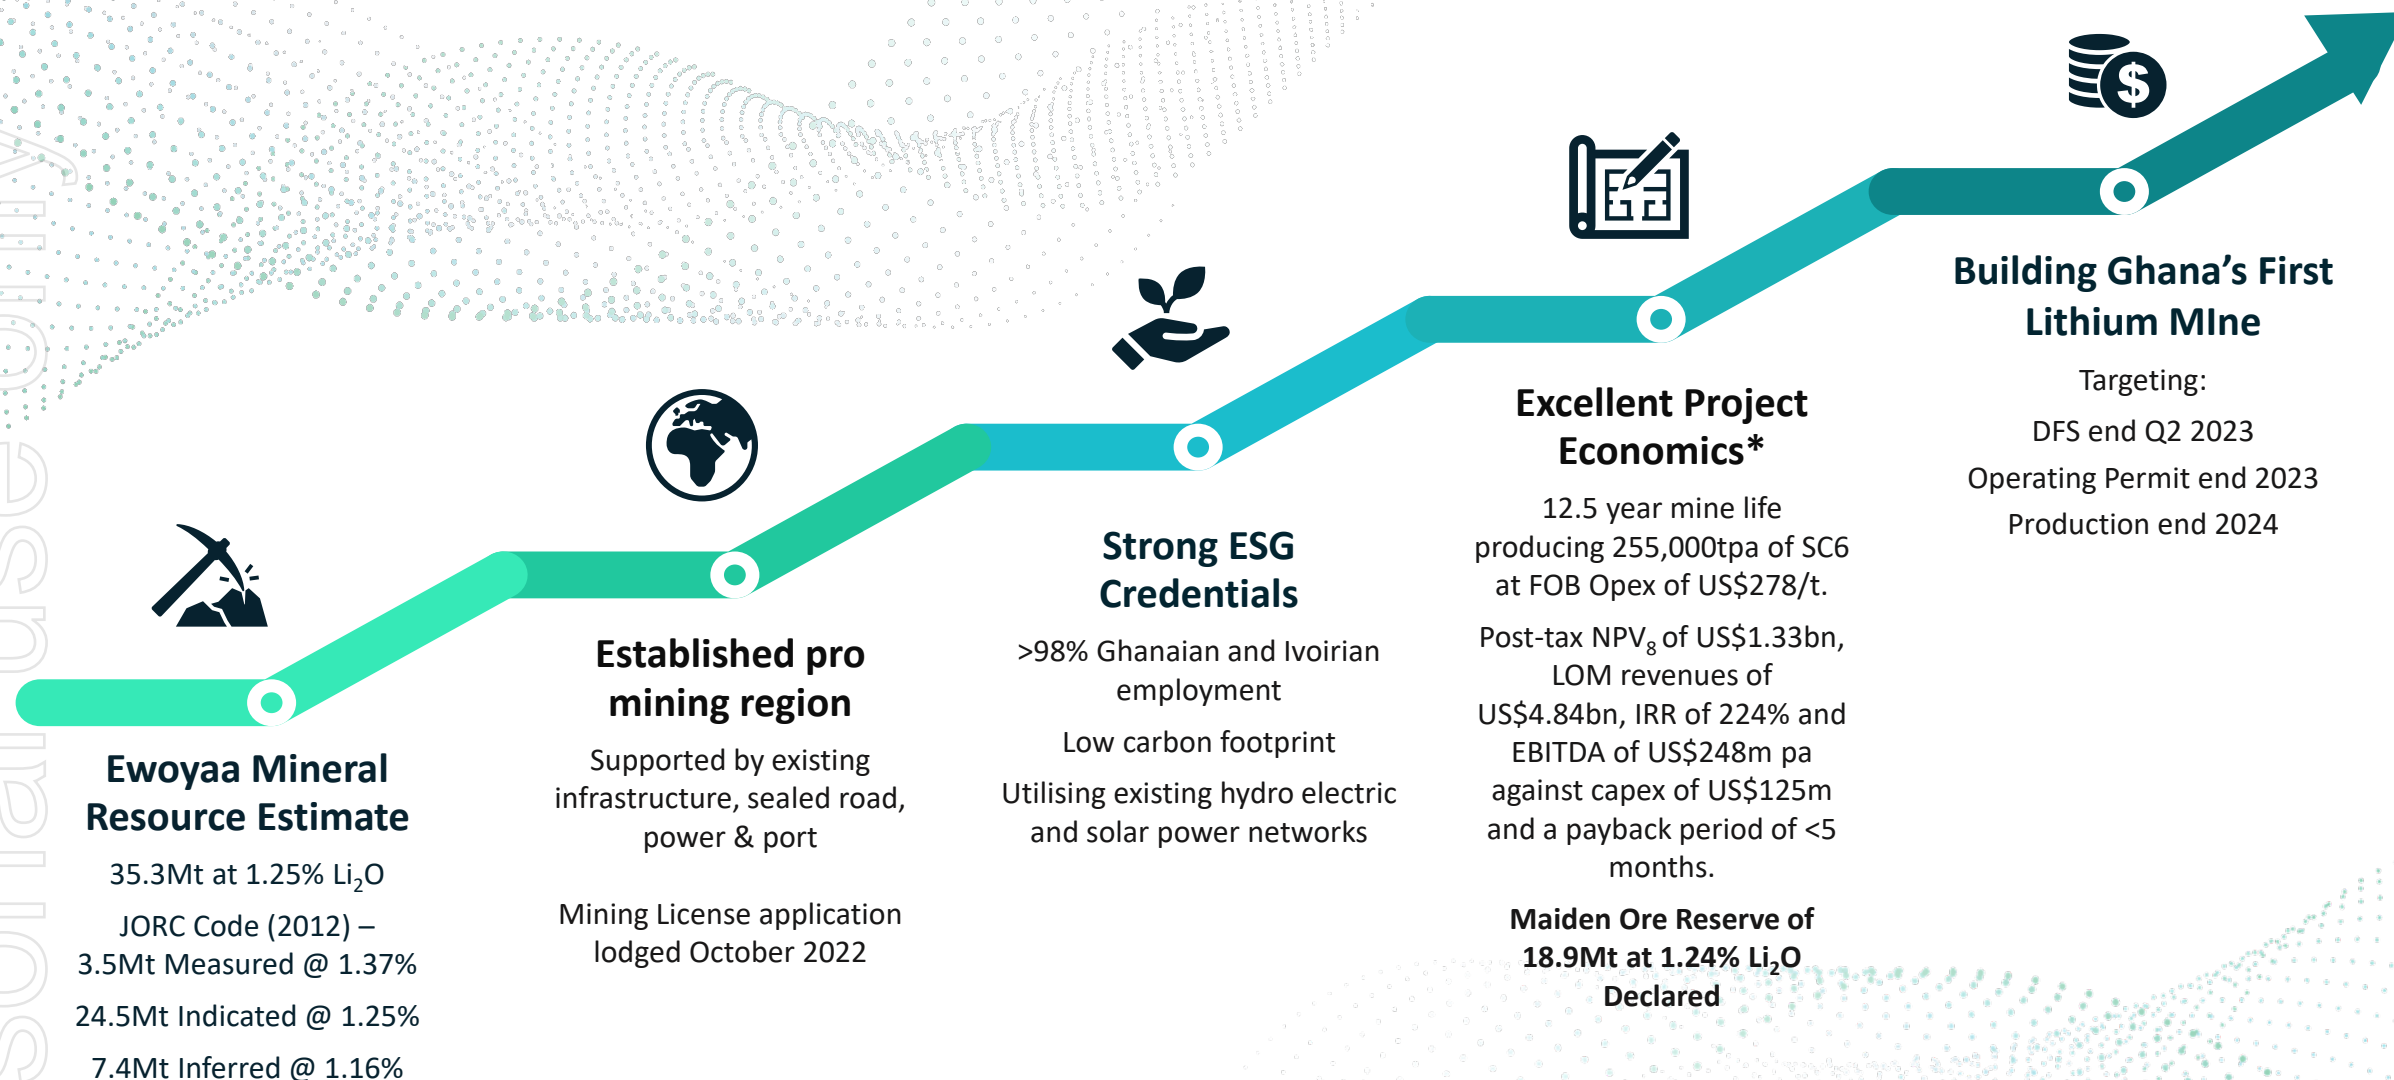 Ewoyaa Mineral
Resource Estimate
35.3Mt at 1.25% Li₂O
JORC Code (2012) –
3.5Mt Measured @ 1.37%
24.5Mt Indicated @ 1.25%
7.4Mt Inferred @ 1.16%
Established pro
mining region
Supported by existing
infrastructure, sealed road,
power & port
Mining License application
lodged October 2022
Strong ESG
Credentials
>98% Ghanaian and Ivoirian
employment
Low carbon footprint
Utilising existing hydro electric
and solar power networks
Excellent Project
Economics*
12.5 year mine life
producing 255,000tpa of SC6
at FOB Opex of US$278/t.
Post-tax NPV₈ of US$1.33bn,
LOM revenues of
US$4.84bn, IRR of 224% and
EBITDA of US$248m pa
against capex of US$125m
and a payback period of <5
months.
Maiden Ore Reserve of
18.9Mt at 1.24% Li₂O
Declared
Building Ghana’s First
Lithium MIne
Targeting:
DFS end Q2 2023
Operating Permit end 2023
Production end 2024
$
sonal use only